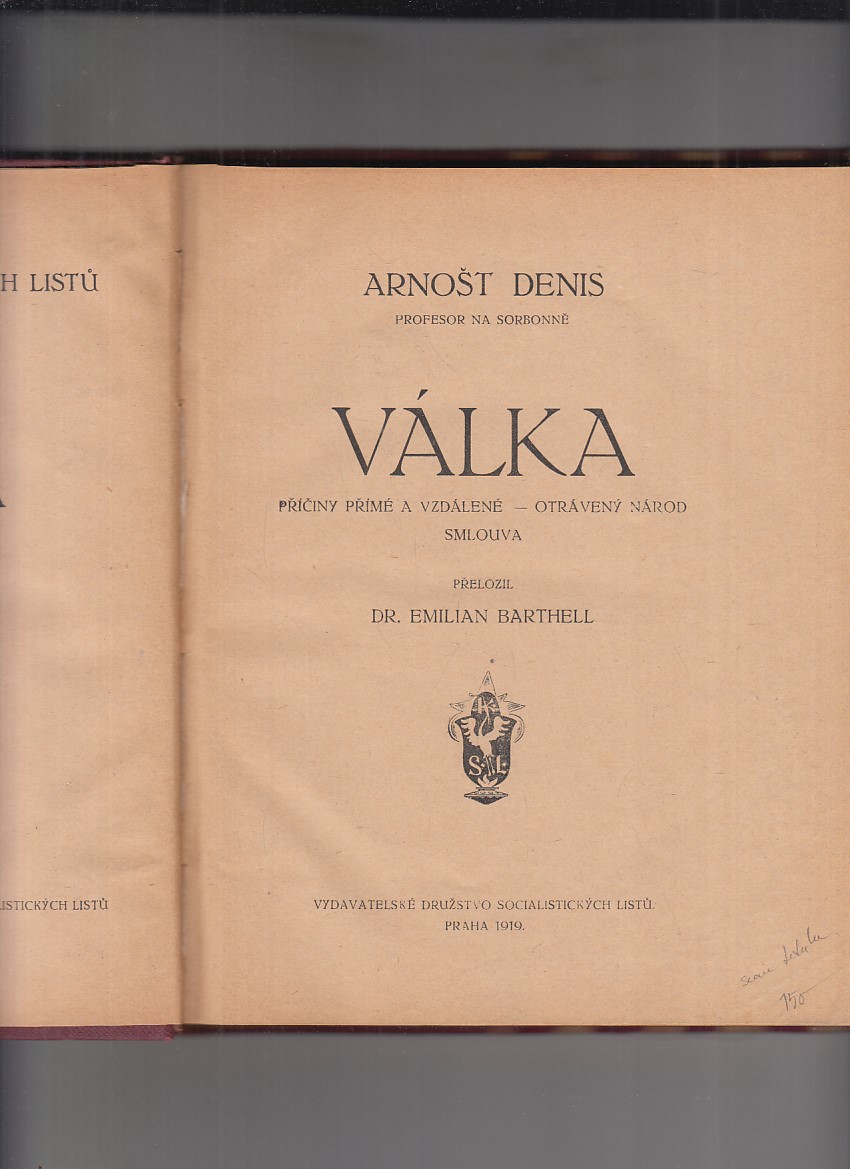 H LISTŮ
ISTICKÝCH LISTŮ
ARNOŠT DENIS
PROFESOR NA SORBONNĚ
VÁLKA
PŘÍČINY PŘÍMÉ A VZDÁLENÉ — OTRÁVENÝ NÁROD
SMLOUVA
PŘELOZIL
DR. EMILIAN BARTHELL
S·L·
VYDAVATELSKÉ DRUŽSTVO SOCIALISTICKÝCH LISTŮ.
PRAHA 1919.
150